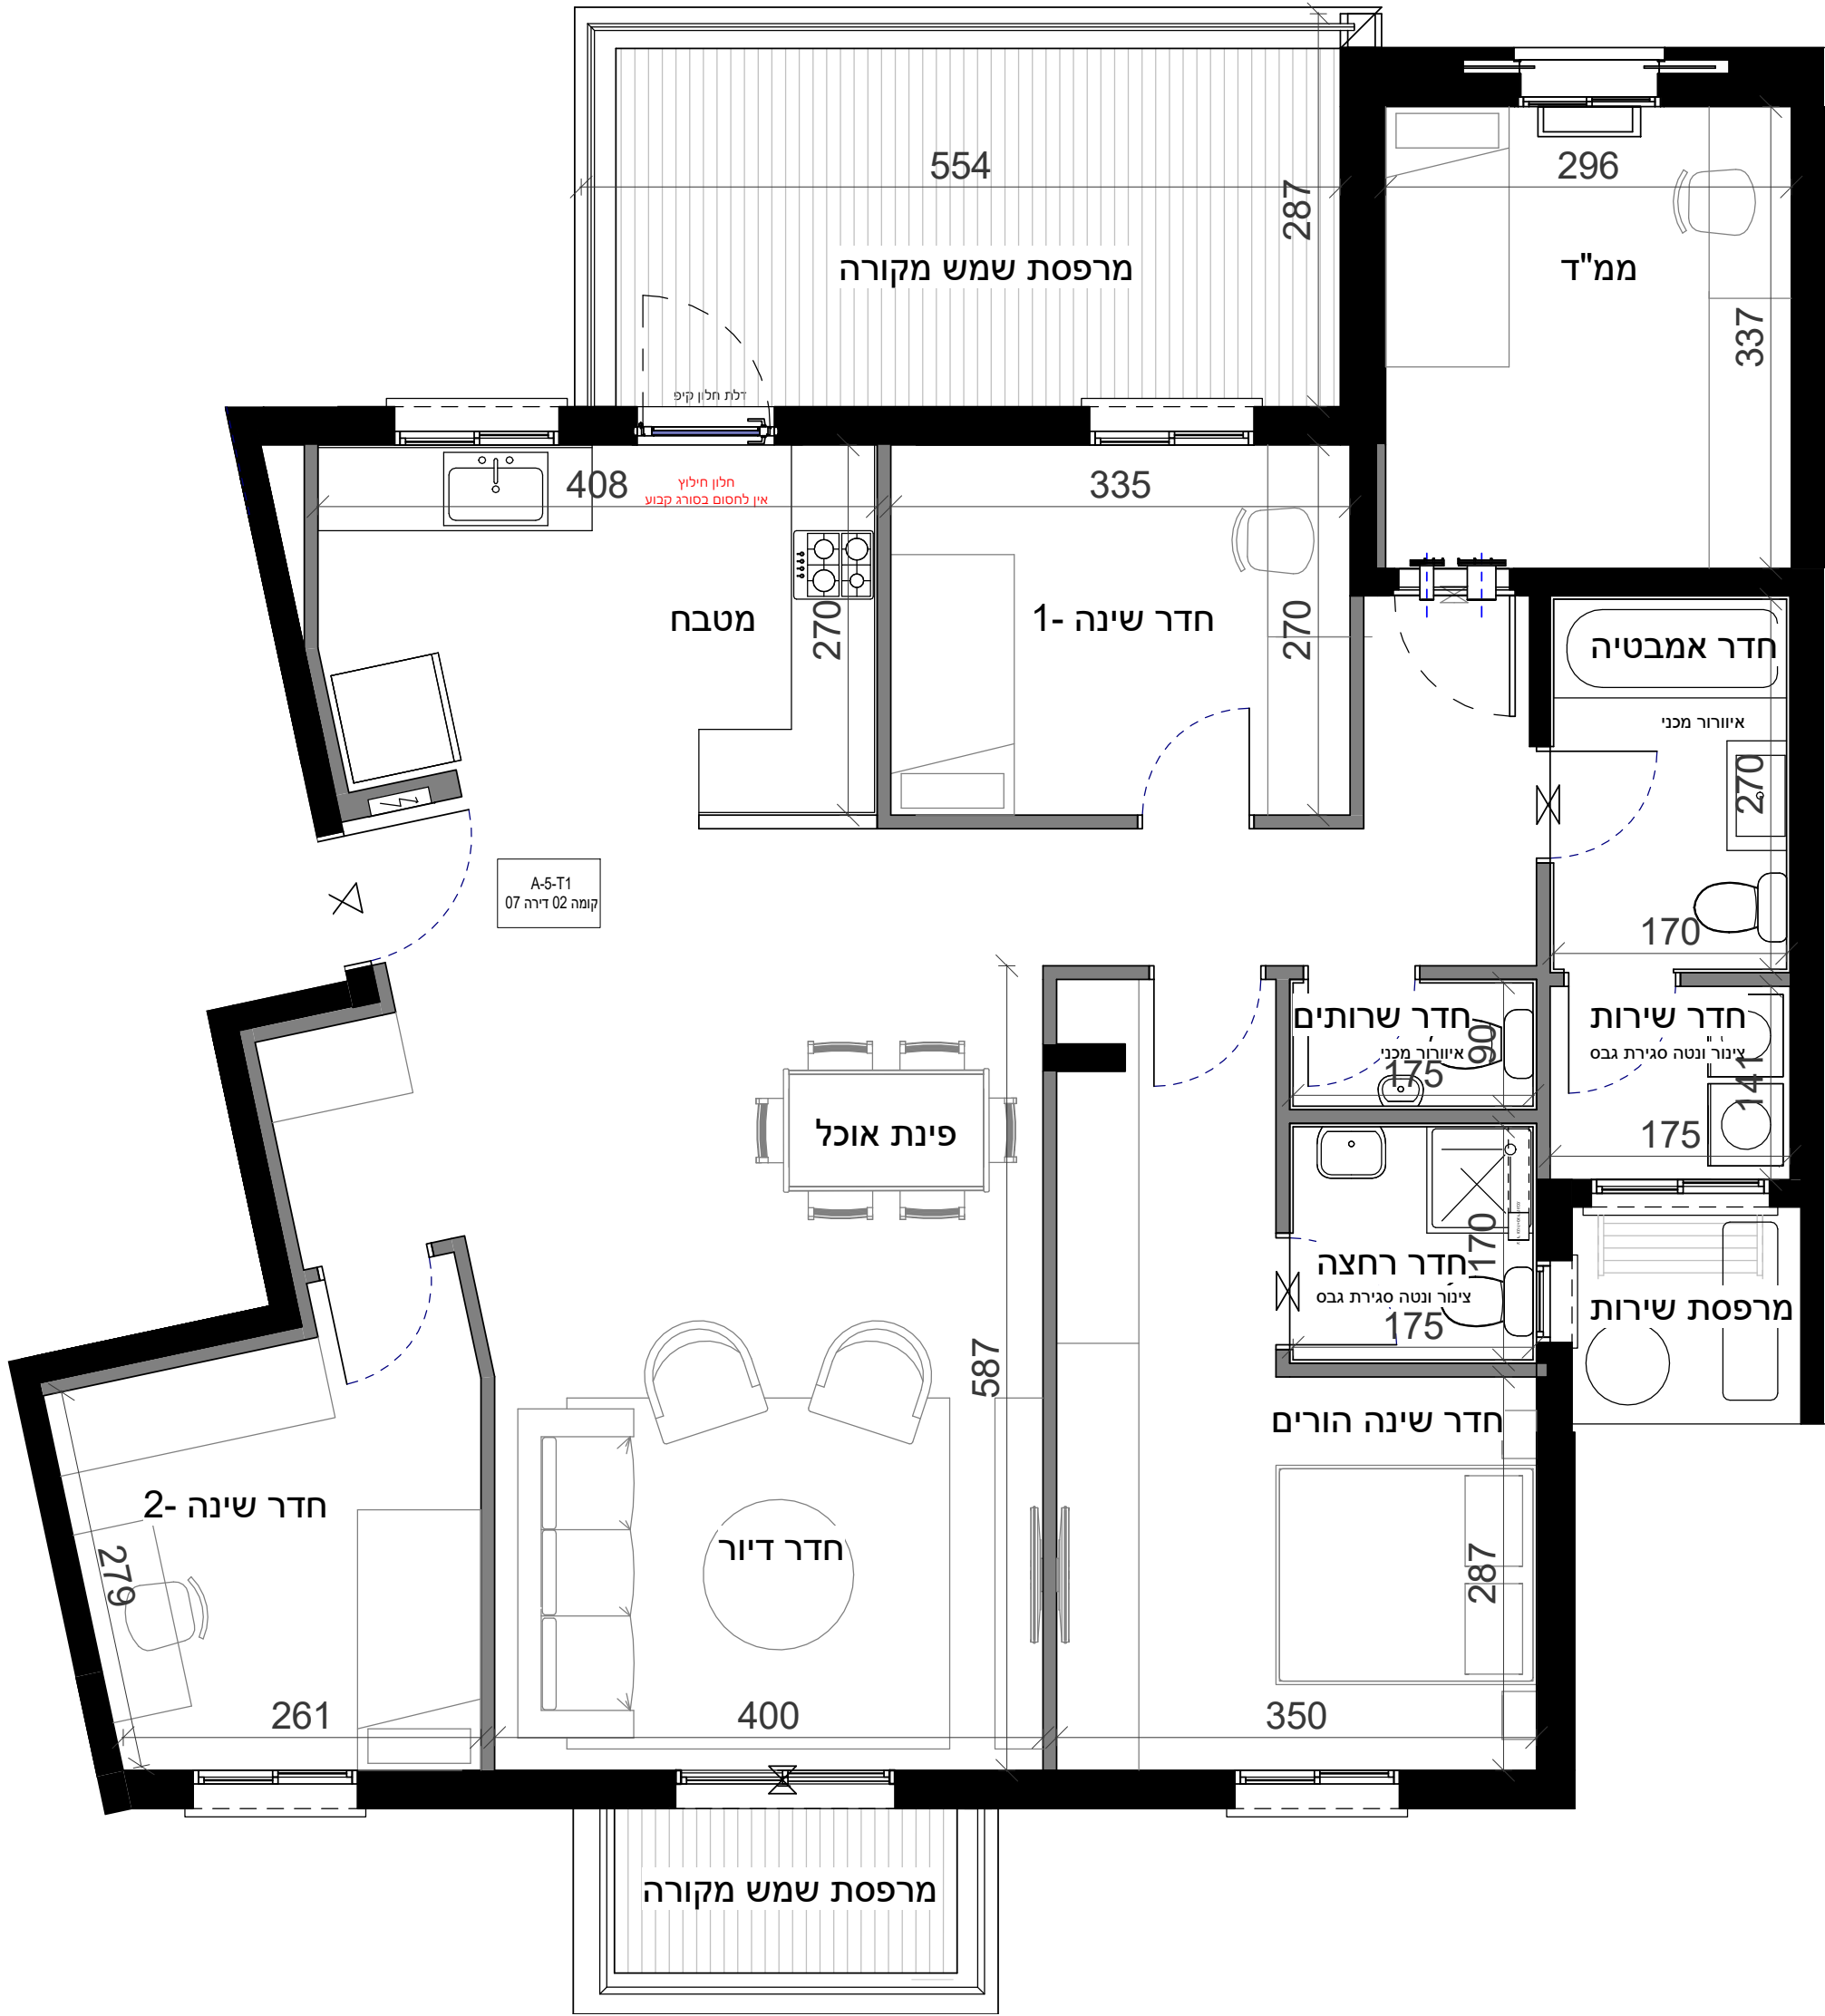 554
287
296
מרפסת שמש מקורה
ממ"ד
337
דלת חלון קיפ
408
חלון חילוץ
אין לחסום בסורג קבוע
335
מטבח
270
חדר שינה -1
270
חדר אמבטיה
איוורור מכני
270
170
A-5-T1
קומה 02 דירה 07
חדר שרותים
איוורור מכני
90
175
חדר שירות
צינור ונטה סגירת גבס
141
175
פינת אוכל
חדר רחצה
צינור ונטה סגירת גבס
170
175
מרפסת שירות
587
חדר שינה הורים
חדר שינה -2
279
חדר דיור
287
261
400
350
מרפסת שמש מקורה